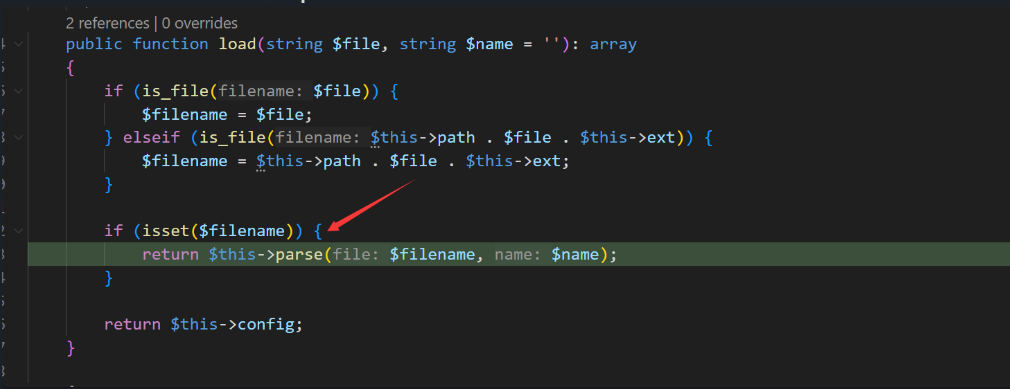 2 references | 0 overrides
public function load(string $file, string $name = ''): array
{
if (is_file(filename: $file)) {
$filename = $file;
} elseif (is_file(filename: $this->path . $file . $this->ext)) {
$filename = $this->path . $file . $this->ext;
}
if (isset($filename)) {
return $this->parse(file: $filename, name: $name);
}
return $this->config;
}